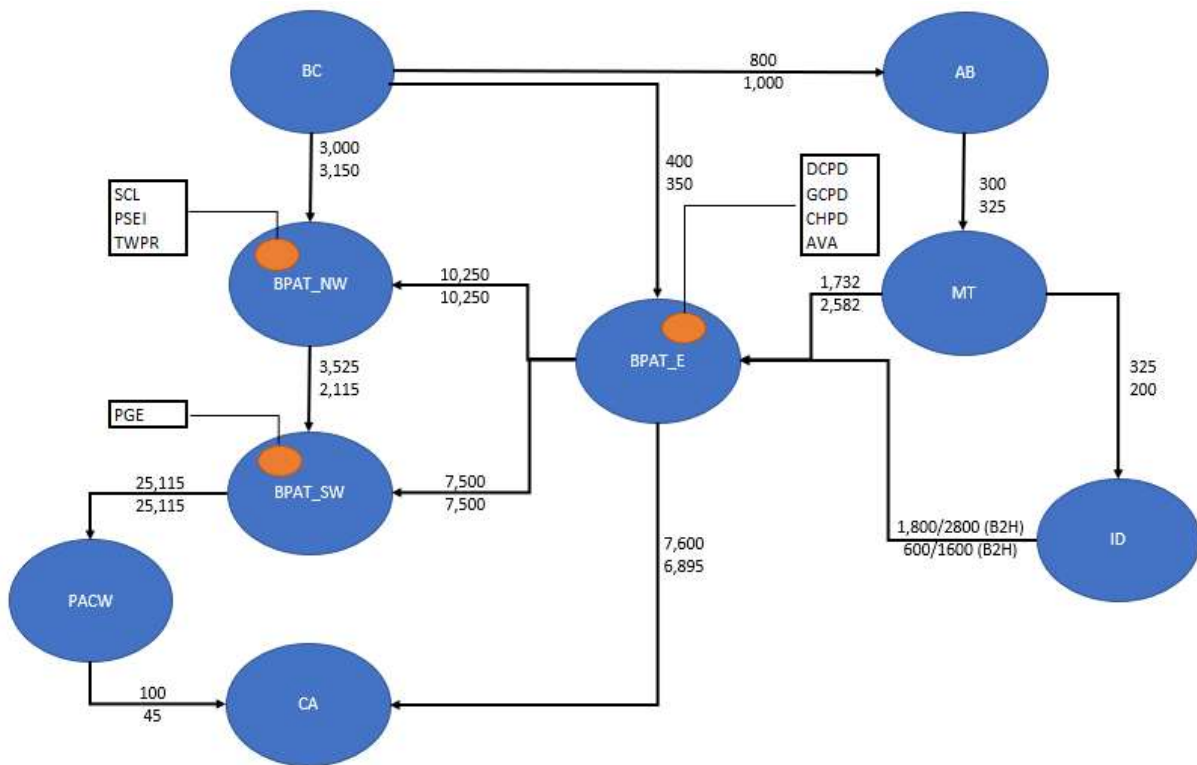 BC
AB
800
1,000
3,000
3,150
400
350
DCPD
GCPD
CHPD
AVA
300
325
SCL
PSEI
TWPR
BPAT_NW
10,250
10,250
1,732
2,582
MT
BPAT_E
3,525
2,115
325
200
PGE
BPAT_SW
25,115
25,115
7,500
7,500
1,800/2800 (B2H)
600/1600 (B2H)
ID
7,600
6,895
PACW
100
45
CA